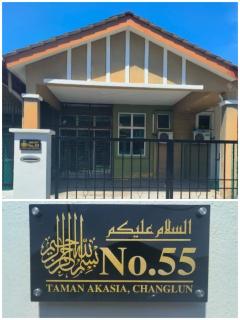 السلام عليكم
بسم الله الرحمن الرحيم
No.55
TAMAN AKASIA, CHANGLUN